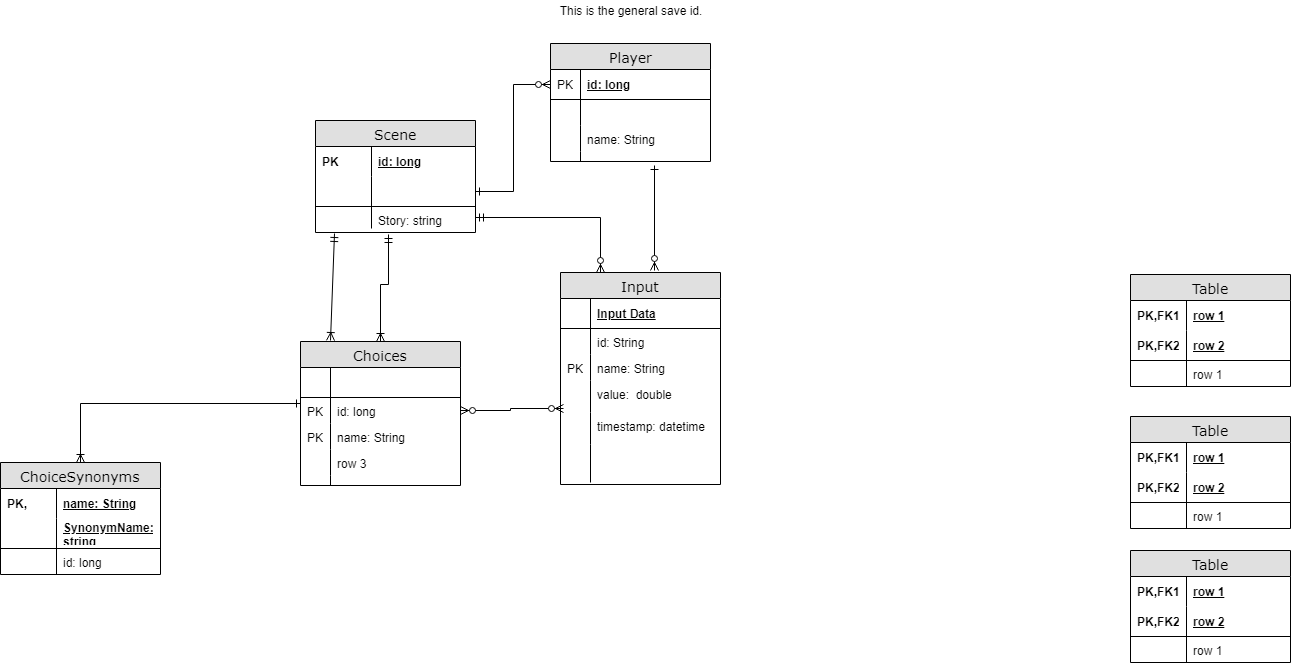 This is the general save id.
Player
PK id: long
name: String
Scene
PK id: long
Story: string
Input
Input Data
id: String
PK name: String
value: double
timestamp: datetime
Choices
PK id: long
PK name: String
row 3
ChoiceSynonyms
PK, name: String
SynonymName:
string
id: long
Table
PK,FK1 row 1
PK,FK2 row 2
row 1
Table
PK,FK1 row 1
PK,FK2 row 2
row 1
Table
PK,FK1 row 1
PK,FK2 row 2
row 1